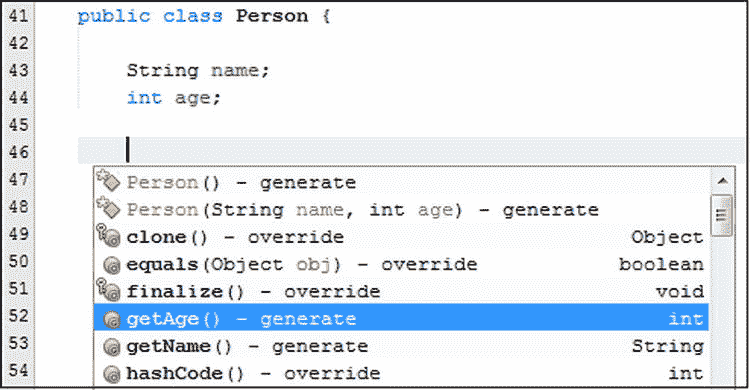 41 public class Person {
42
43 String name;
44 int age;
45
46
47 Person() - generate
48 Person(String name, int age) - generate
49 clone() - override Object
50 equals(Object obj) - override boolean
51 finalize() - override void
52 getAge() - generate int
53 getName() - generate String
54 hashCode() - override int